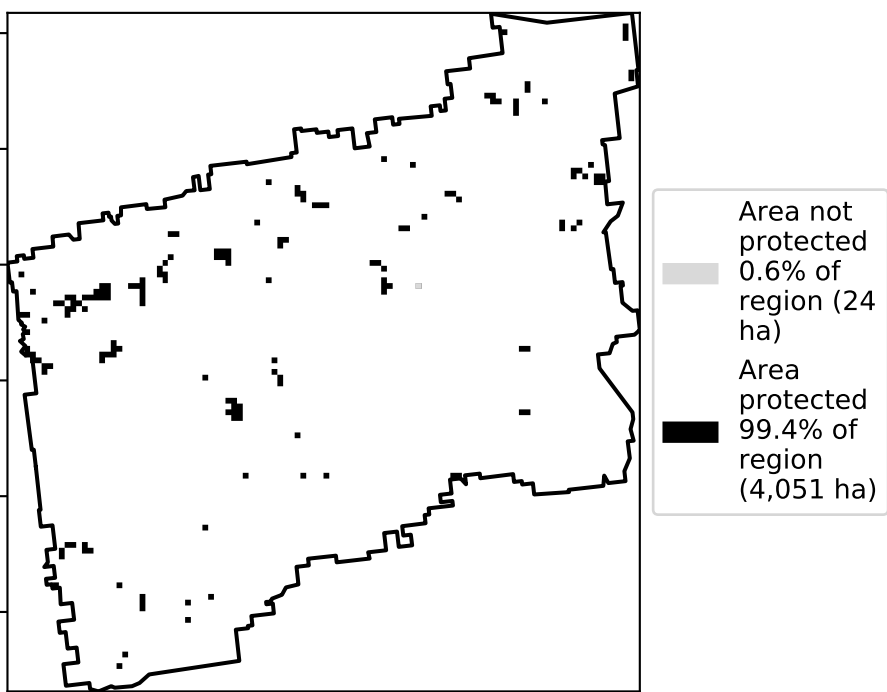 Area not
protected
0.6% of
region (24
ha)
Area
protected
99.4% of
region
(4,051 ha)